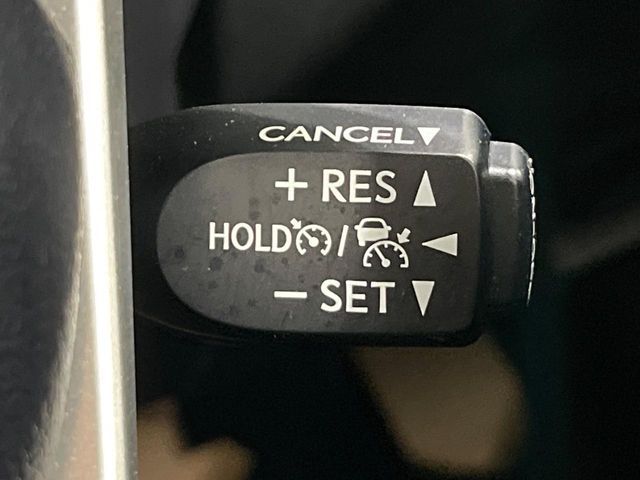 CANCEL▼
+ RES ▲
HOLD / ◀
− SET ▼